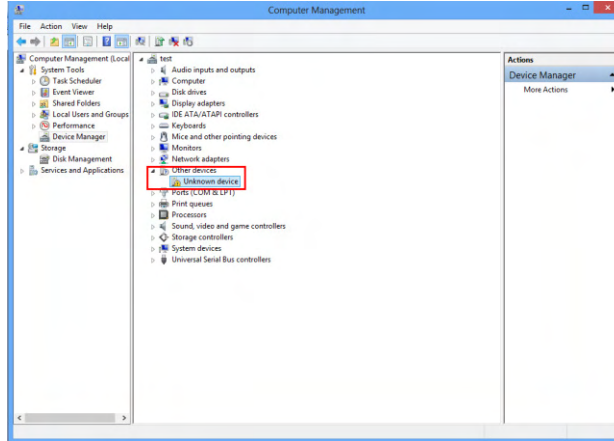 Computer Management
File Action View Help
Computer Management (Local
System Tools
Task Scheduler
Event Viewer
Shared Folders
Local Users and Groups
Performance
Device Manager
Storage
Disk Management
Services and Applications
test
Audio inputs and outputs
Computer
Disk drives
Display adapters
IDE ATA/ATAPI controllers
Keyboards
Mice and other pointing devices
Monitors
Network adapters
Other devices
Unknown device
Ports (COM & LPT)
Print queues
Processors
Sound, video and game controllers
Storage controllers
System devices
Universal Serial Bus controllers
Actions
Device Manager
More Actions